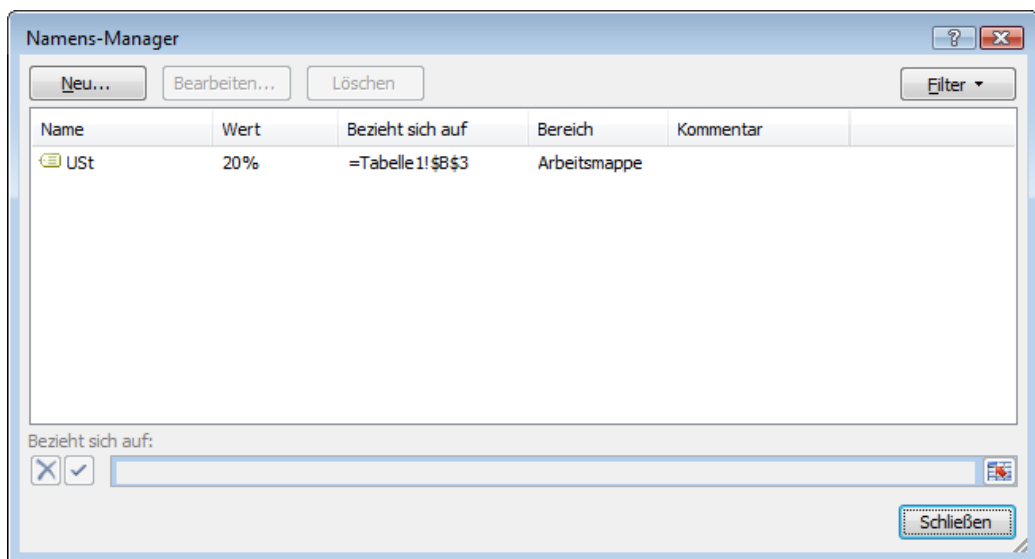 Namens-Manager
Neu... Bearbeiten... Löschen Filter
Name Wert Bezieht sich auf Bereich Kommentar
USt 20% =Tabelle1!$B$3 Arbeitsmappe
Bezieht sich auf:
Schließen